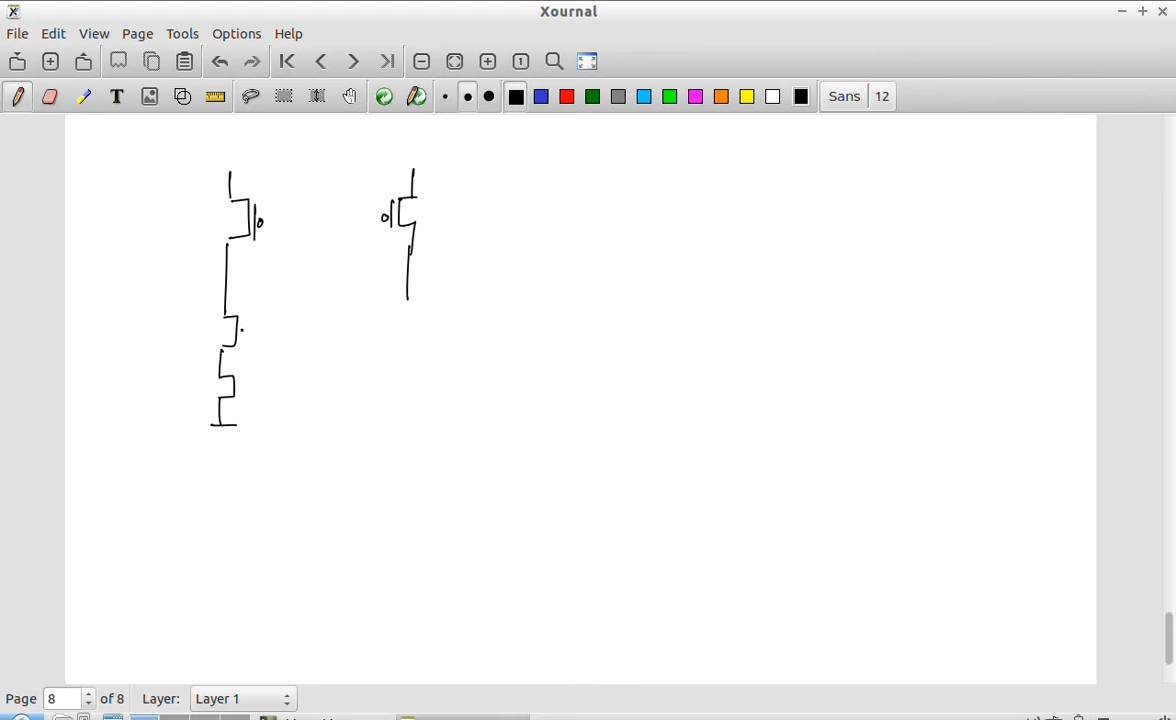 Xournal
File Edit View Page Tools Options Help
Sans 12
Page 8 of 8 Layer: Layer 1